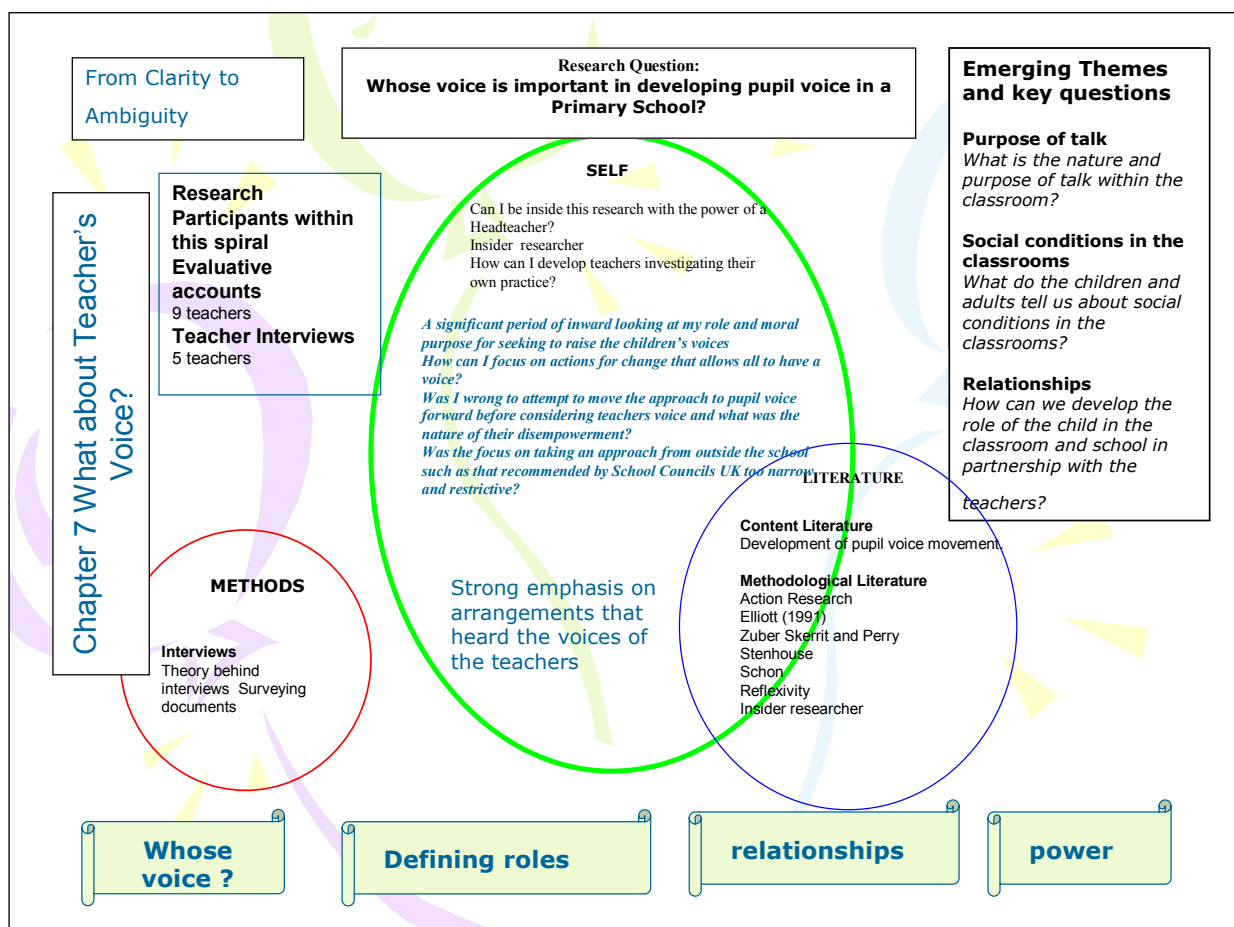 From Clarity to
Ambiguity
Research Question:
Whose voice is important in developing pupil voice in a
Primary School?
Emerging Themes
and key questions
Purpose of talk
What is the nature and
purpose of talk within the
classroom?
Social conditions in the
classrooms
What do the children and
adults tell us about social
conditions in the
classrooms?
Relationships
How can we develop the
role of the child in the
classroom and school in
partnership with the
teachers?
Chapter 7 What about Teacher's
Voice?
Research
Participants within
this spiral
Evaluative
accounts
9 teachers
Teacher Interviews
5 teachers
SELF
Can I be inside this research with the power of a
Headteacher?
Insider researcher
How can I develop teachers investigating their
own practice?
A significant period of inward looking at my role and moral
purpose for seeking to raise the children's voices
How can I focus on actions for change that allows all to have a
voice?
Was I wrong to attempt to move the approach to pupil voice
forward before considering teachers voice and what was the
nature of their disempowerment?
Was the focus on taking an approach from outside the school
such that recommended by School Councils UK too narrow
and restrictive?
Strong emphasis on
arrangements that
heard the voices of
the teachers
LITERATURE
Content Literature
Development of pupil voice movement.
Methodological Literature
Action Research
Elliott (1991)
Zuber Skerrit and Perry
Stenhouse
Schon
Reflexivity
Insider researcher
METHODS
Interviews
Theory behind
interviews Surveying
documents
Whose
voice ?
Defining roles
relationships
power